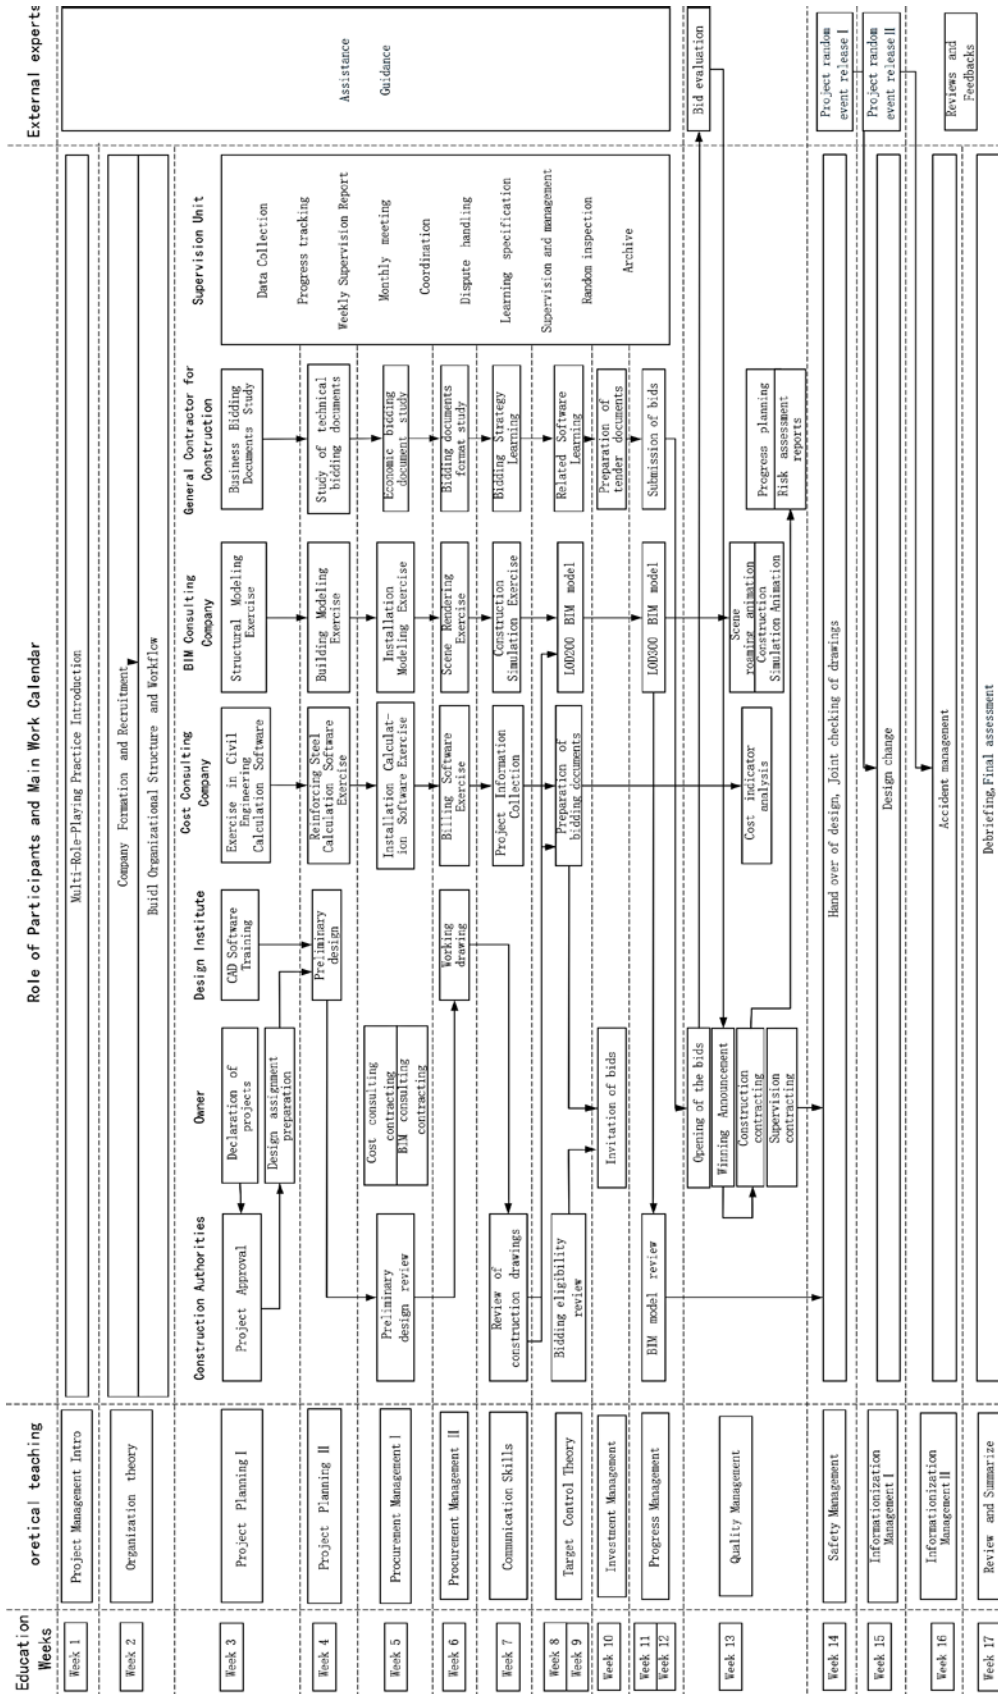 Role of Participants and Main Work Calendar
Education
Weeks
oretical teaching
External experts
Construction Authorities
Owner
Design Institute
Cost Consulting
Company
BIM Consulting
Company
General Contractor for
Construction
Supervision Unit
Week 1
Project Management Intro
Multi-Role-Playing Practice Introduction
Week 2
Organization theory
Company Formation and Recruitment
Buidl Organizational Structure and Workflow
Assistance
Guidance
Week 3
Project Planning Ⅰ
Project Approval
Declaration of
projects
Design assignment
preparation
CAD Software
Training
Exercise in Civil
Engineering
Calculation Software
Structural Modeling
Exercise
Business Bidding
Documents Study
Data Collection
Progress tracking
Weekly Supervision Report
Monthly meeting
Coordination
Dispute handling
Learning specification
Supervision and management
Random inspection
Archive
Week 4
Project Planning Ⅱ
Preliminary
design
Reinforcing Steel
Calculation Software
Exercise
Building Modeling
Exercise
Study of technical
bidding documents
Week 5
Procurement Management Ⅰ
Preliminary
design review
Cost consulting
contracting
BIM consulting
contracting
Installation Calculat-
ion Software Exercise
Installation
Modeling Exercise
Economic bidding
document study
Week 6
Procurement Management Ⅱ
Working
drawing
Billing Software
Exercise
Scene Rendering
Exercise
Bidding documents
format study
Week 7
Communication Skills
Review of
construction drawings
Project Information
Collection
Construction
Simulation Exercise
Bidding Strategy
Learning
Week 8
Week 9
Target Control Theory
Bidding eligibility
review
Preparation of
bidding documents
LOD200 BIM model
Related Software
Learning
Week 10
Investment Management
Invitation of bids
Preparation of
tender documents
Week 11
Week 12
Progress Management
BIM model review
LOD300 BIM model
Submission of bids
Week 13
Quality Management
Opening of the bids
Winning Announcement
Construction
contracting
Supervision
contracting
Cost indicator
analysis
Scene
roaming animation
Construction
Simulation Animation
Progress planning
Risk assessment
reports
Bid evaluation
Week 14
Safety Management
Hand over of design, Joint checking of drawings
Project random
event release Ⅰ
Week 15
Informationization
Management Ⅰ
Design change
Project random
event release Ⅱ
Week 16
Informationization
Management Ⅱ
Accident management
Reviews and
Feedbacks
Week 17
Review and Summarize
Debriefing, Final assessment